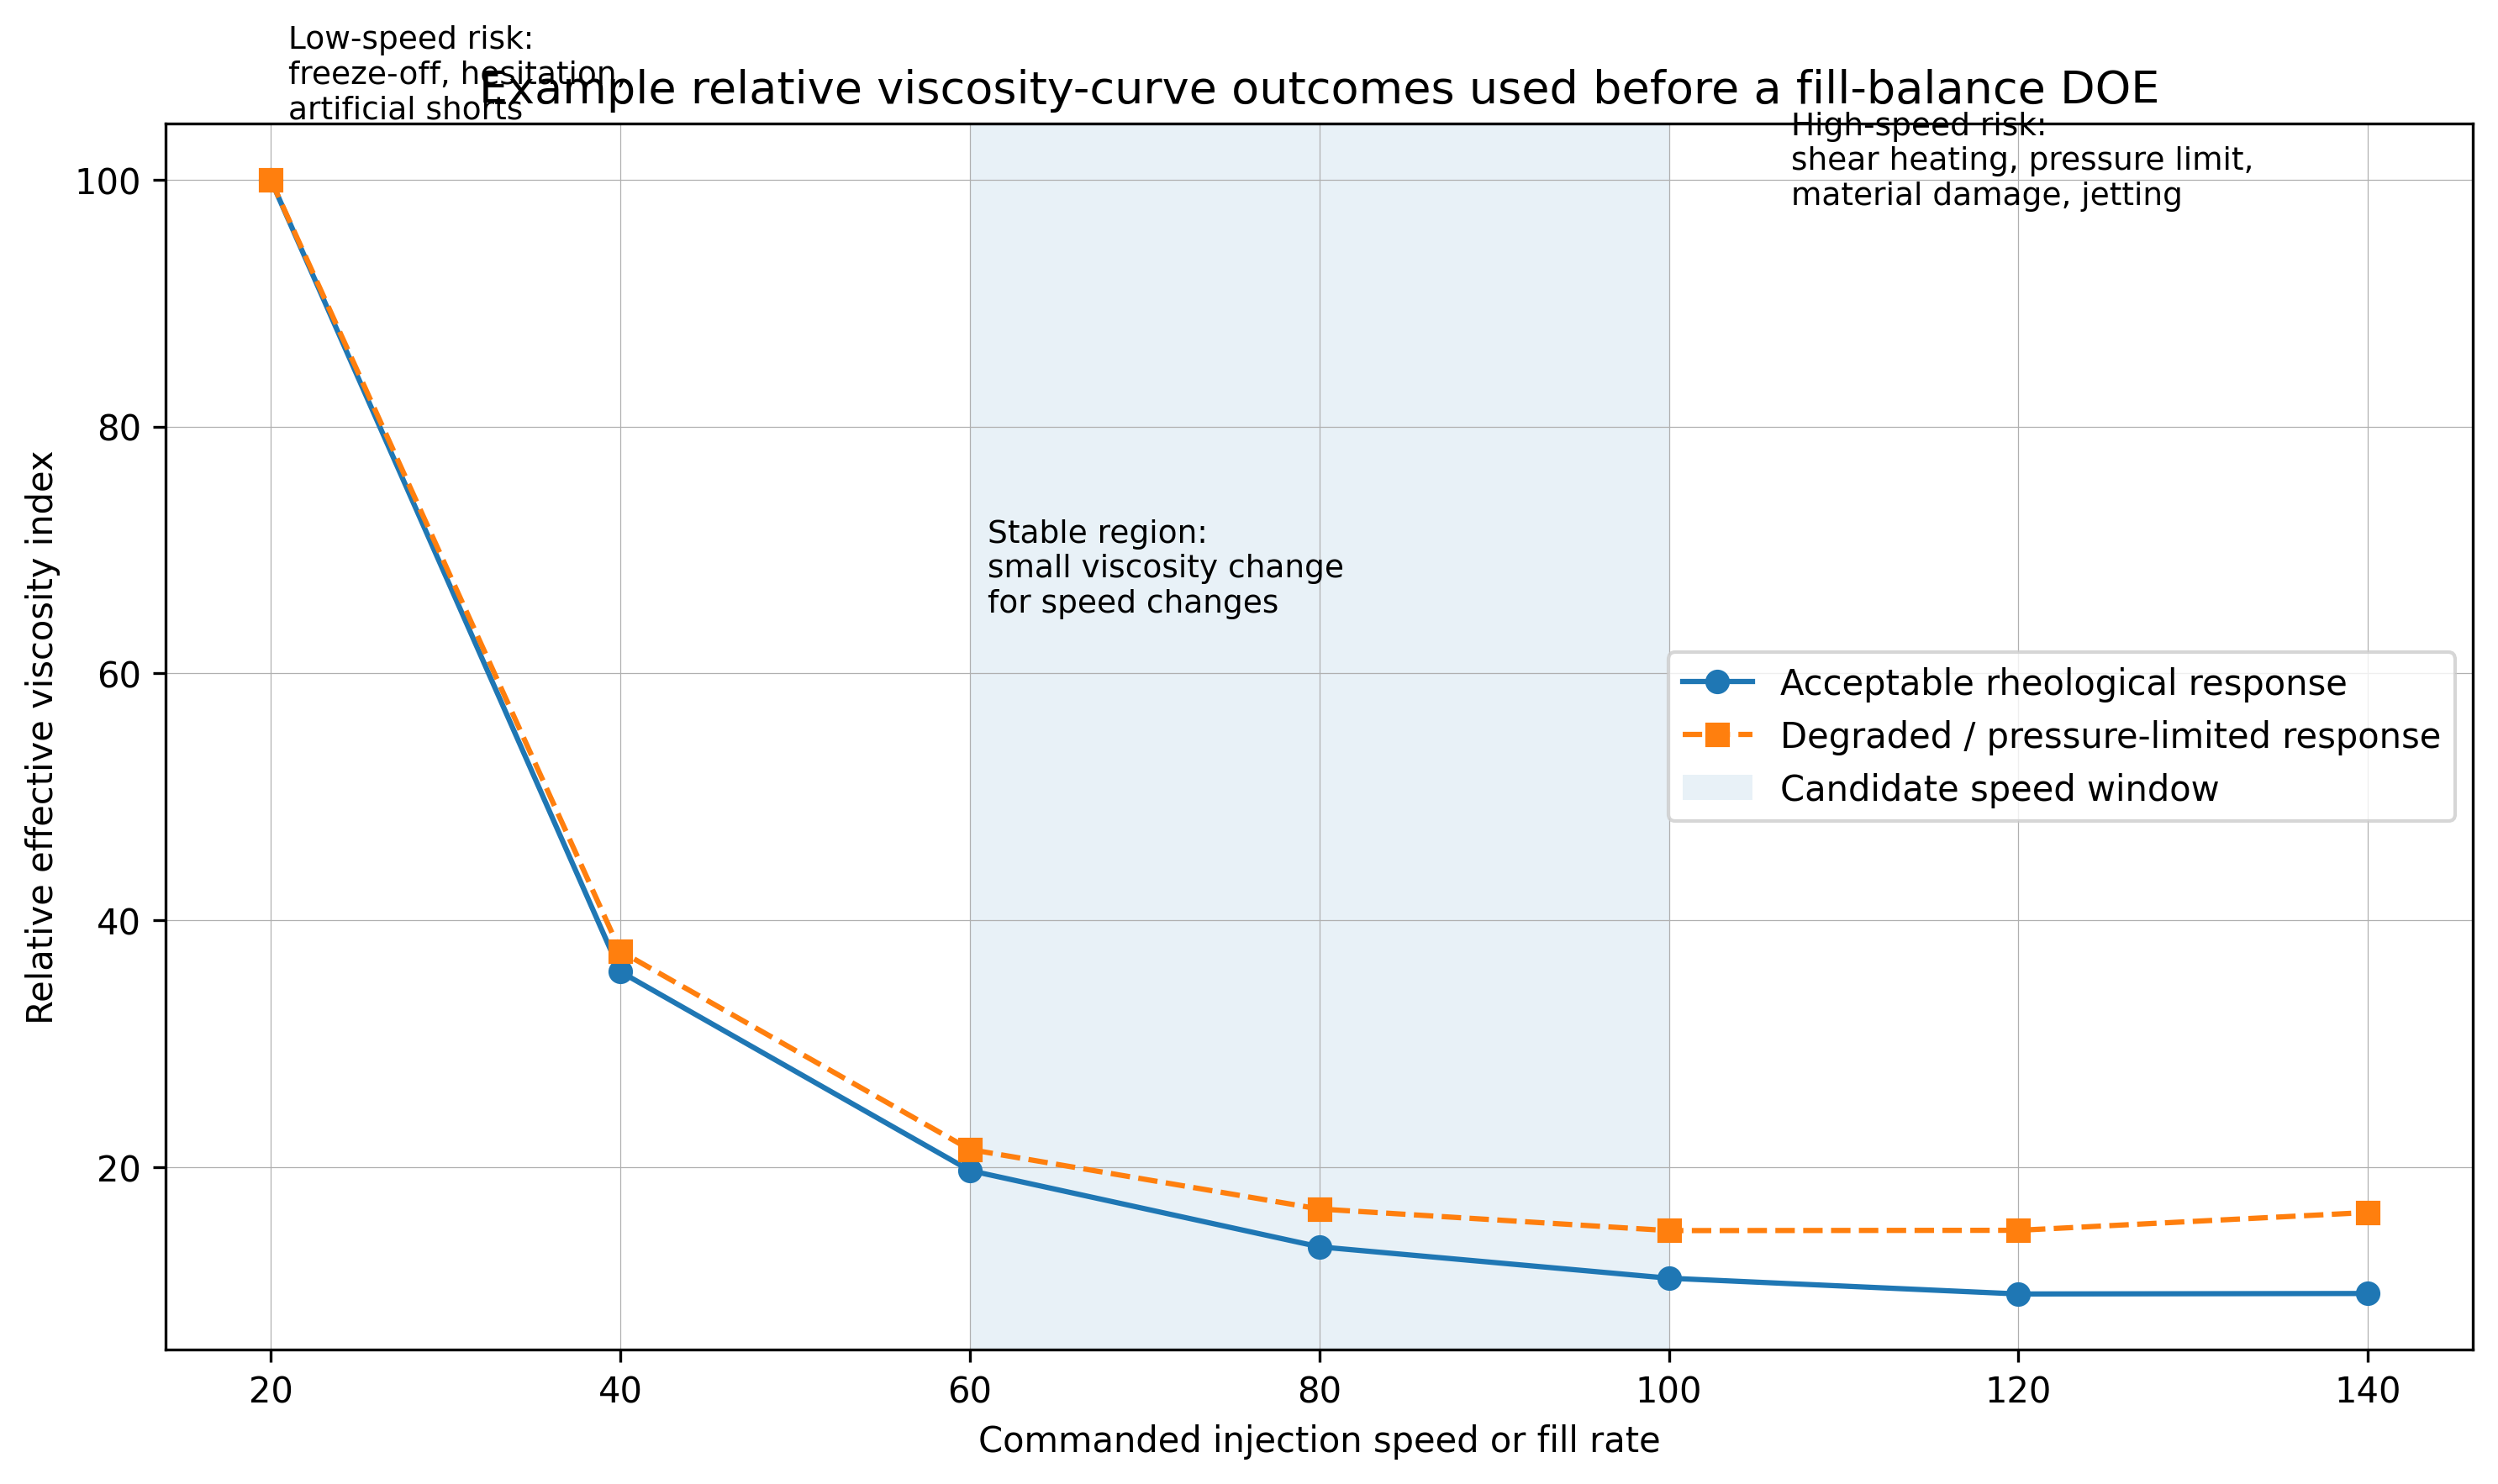 Low-speed risk:
freeze-off, hesitation,
artificial shorts
Example relative viscosity-curve outcomes used before a fill-balance DOE
High-speed risk:
shear heating, pressure limit,
material damage, jetting
Stable region:
small viscosity change
for speed changes
Acceptable rheological response
Degraded / pressure-limited response
Candidate speed window
Relative effective viscosity index
100
80
60
40
20
20
40
60
80
100
120
140
Commanded injection speed or fill rate